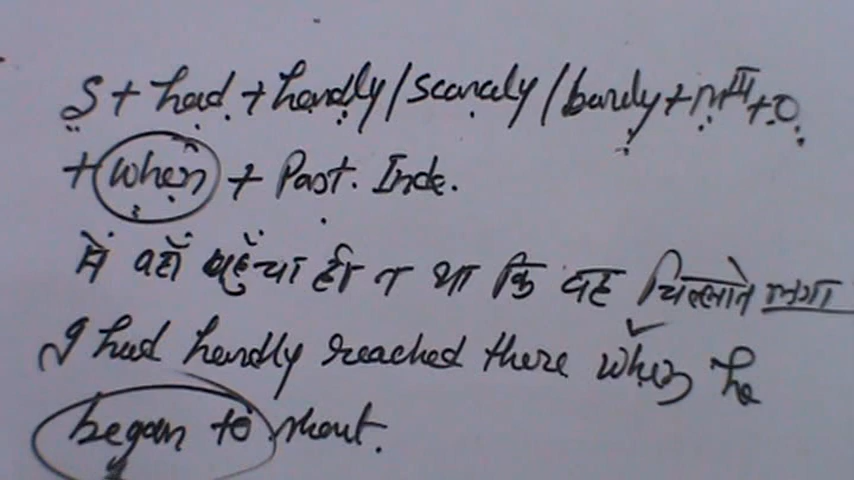 S + had + hardly / scarcely / barely + M^III + O.
+ when + Past. Inde.
में वहाँ पहुँचा ही न था कि वह चिल्लाने लगा
I had hardly reached there when he
began to shout.